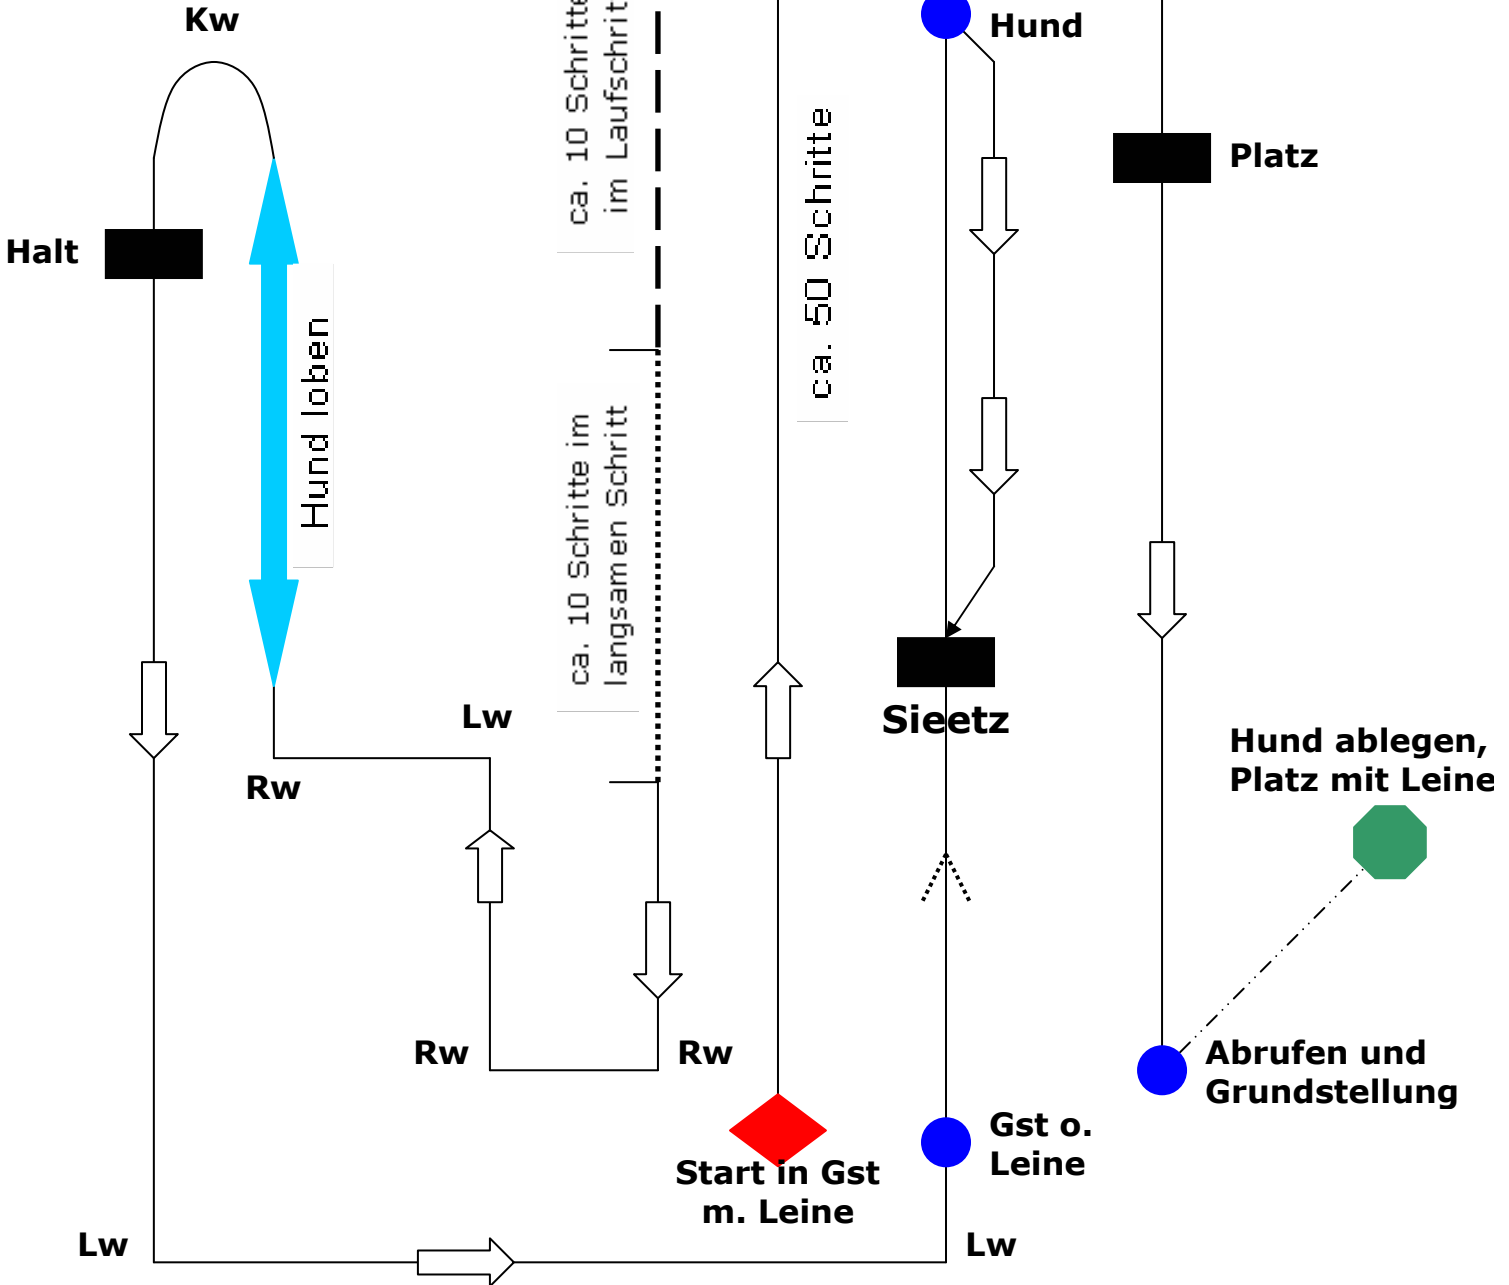 Kw
Hund
ca. 10 Schritte
im Laufschrit
ca. 50 Schritte
Platz
Halt
Hund loben
ca. 10 Schritte im
langsamen Schritt
Lw
Sieetz
Rw
Hund ablegen,
Platz mit Leine
Rw
Rw
Abrufen und
Grundstellung
Gst o.
Leine
Start in Gst
m. Leine
Lw
Lw